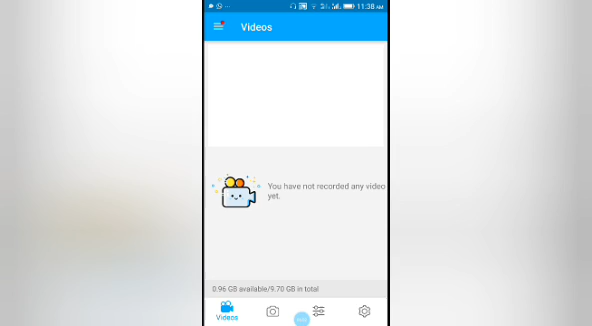 11:38 AM
Videos
You have not recorded any video
yet.
0.96 GB available/9.70 GB in total
Videos